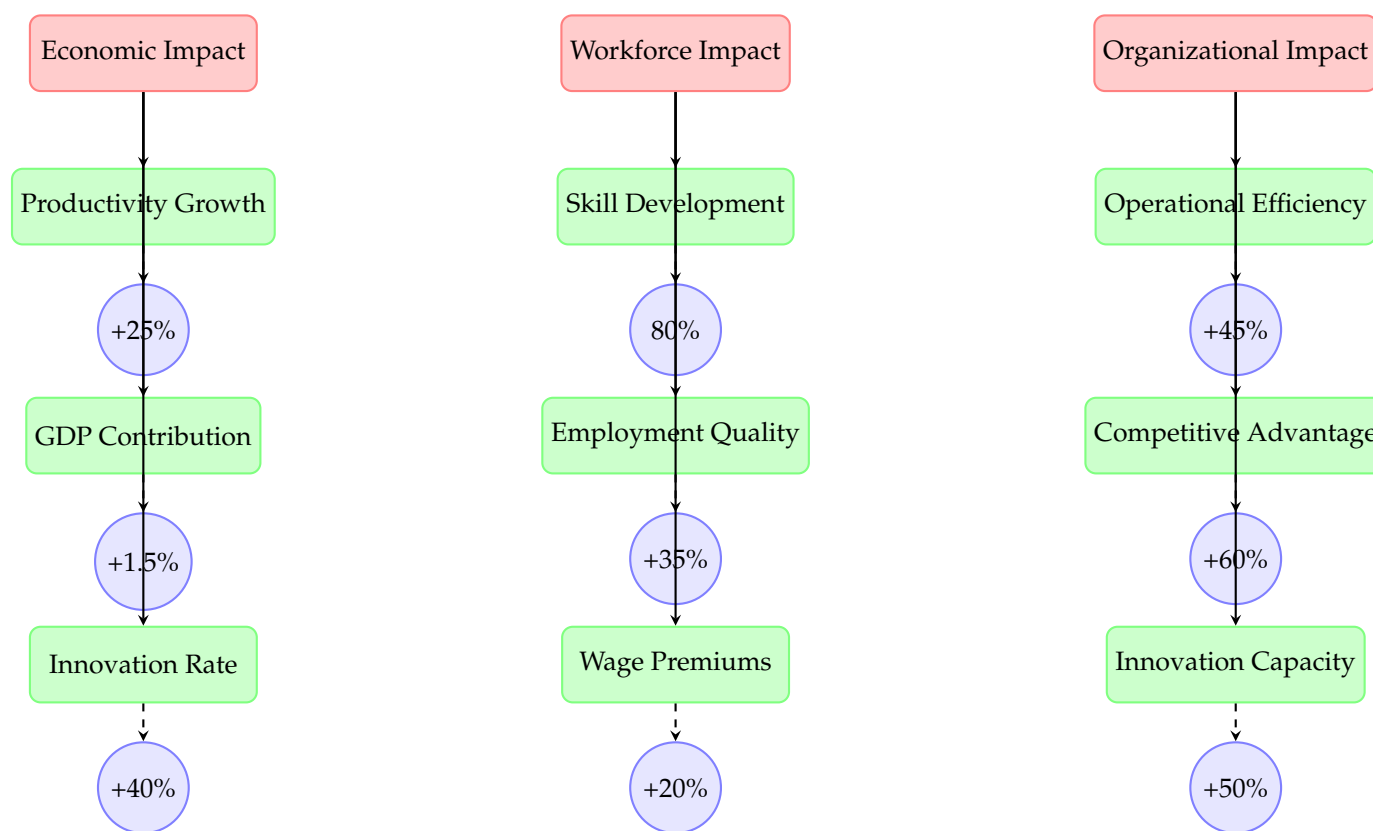 Economic Impact
Workforce Impact
Organizational Impact
Productivity Growth
Skill Development
Operational Efficiency
+25%
80%
+45%
GDP Contribution
Employment Quality
Competitive Advantage
+1.5%
+35%
+60%
Innovation Rate
Wage Premiums
Innovation Capacity
+40%
+20%
+50%